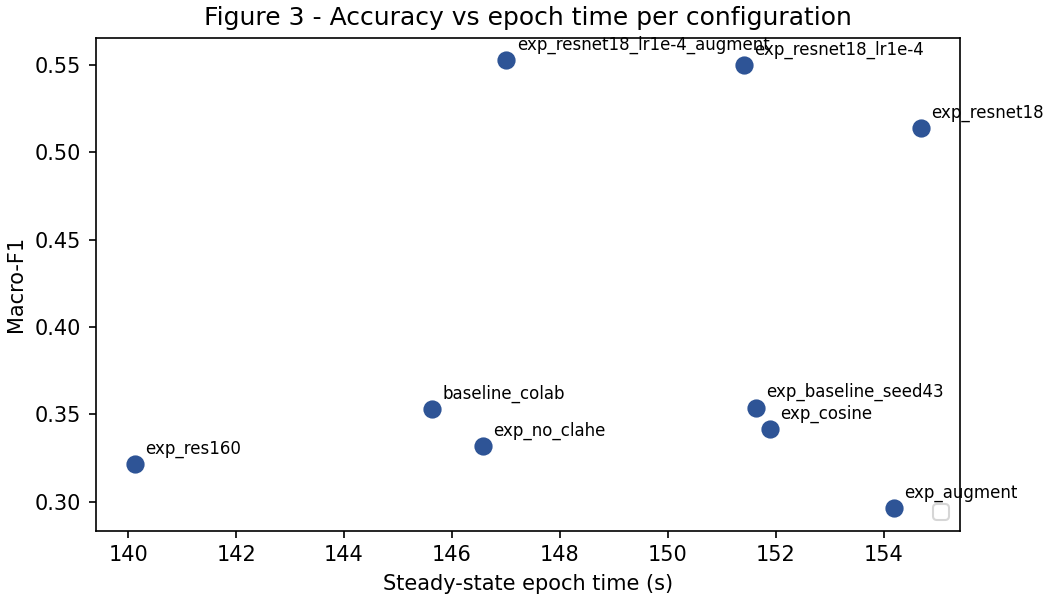 Figure 3 - Accuracy vs epoch time per configuration
exp_resnet18_lr1e-4_augment
exp_resnet18_lr1e-4
exp_resnet18
baseline_colab
exp_no_clahe
exp_res160
exp_baseline_seed43
exp_cosine
exp_augment
Macro-F1
0.55
0.50
0.45
0.40
0.35
0.30
140 142 144 146 148 150 152 154
Steady-state epoch time (s)